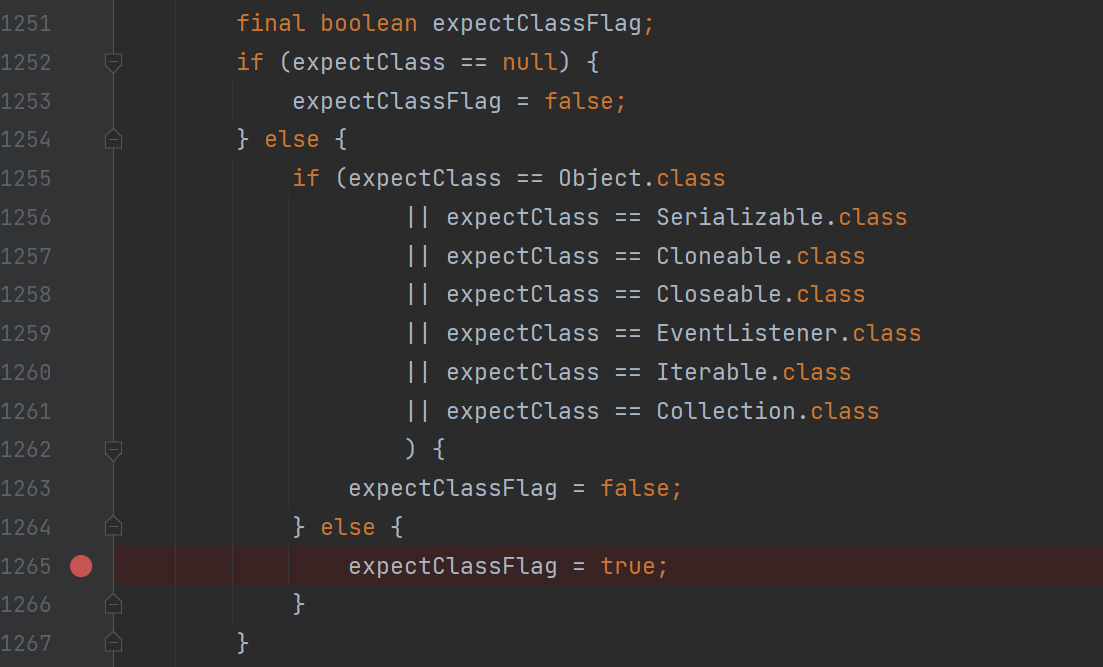 1251 final boolean expectClassFlag;
1252 if (expectClass == null) {
1253 expectClassFlag = false;
1254 } else {
1255 if (expectClass == Object.class
1256 || expectClass == Serializable.class
1257 || expectClass == Cloneable.class
1258 || expectClass == Closeable.class
1259 || expectClass == EventListener.class
1260 || expectClass == Iterable.class
1261 || expectClass == Collection.class
1262 ) {
1263 expectClassFlag = false;
1264 } else {
1265 expectClassFlag = true;
1266 }
1267 }